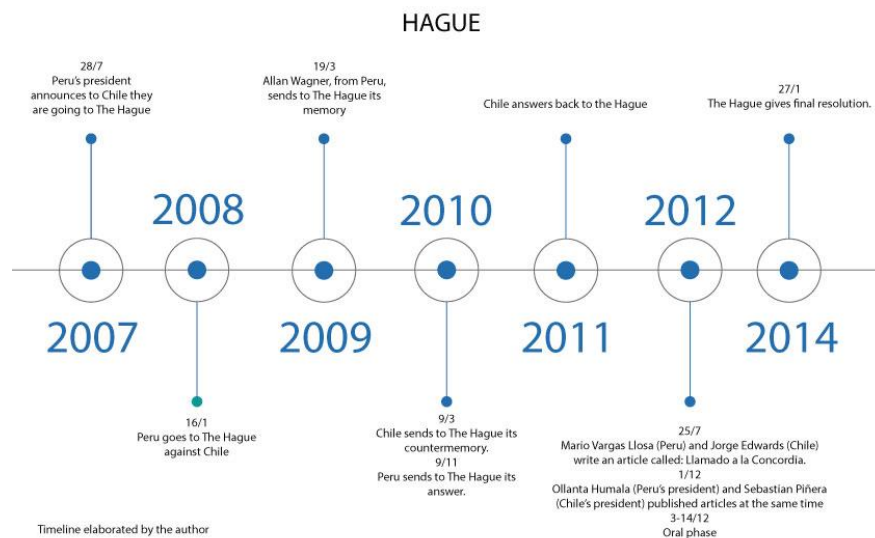 HAGUE
28/7
Peru's president
announces to Chile they
are going to The Hague
19/3
Allan Wagner, from Peru,
sends to The Hague its
memory
Chile answers back to the Hague
27/1
The Hague gives final resolution.
2008
2010
2012
2007
2009
2011
2014
16/1
Peru goes to The Hague
against Chile
9/3
Chile sends to The Hague its
countermemory.
9/11
Peru sends to The Hague its
answer.
25/7
Mario Vargas Llosa (Peru) and Jorge Edwards (Chile)
write an article called: Llamado a la Concordia.
1/12
Ollanta Humala (Peru's president) and Sebastian Piñera
(Chile's president) published articles at the same time
3-14/12
Oral phase
Timeline elaborated by the author